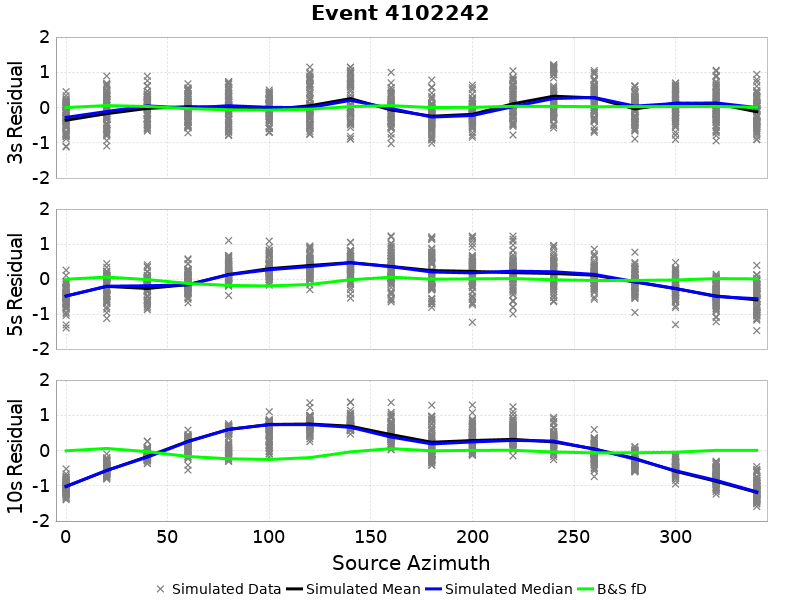 Event 4102242
3s Residual
2
1
0
-1
-2
5s Residual
2
1
0
-1
-2
10s Residual
2
1
0
-1
-2
0 50 100 150 200 250 300
Source Azimuth
Simulated Data Simulated Mean Simulated Median B&S fD